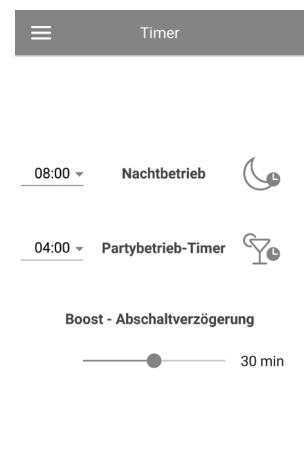 Timer
08:00 Nachtbetrieb
04:00 Partybetrieb-Timer
Boost - Abschaltverzögerung
30 min